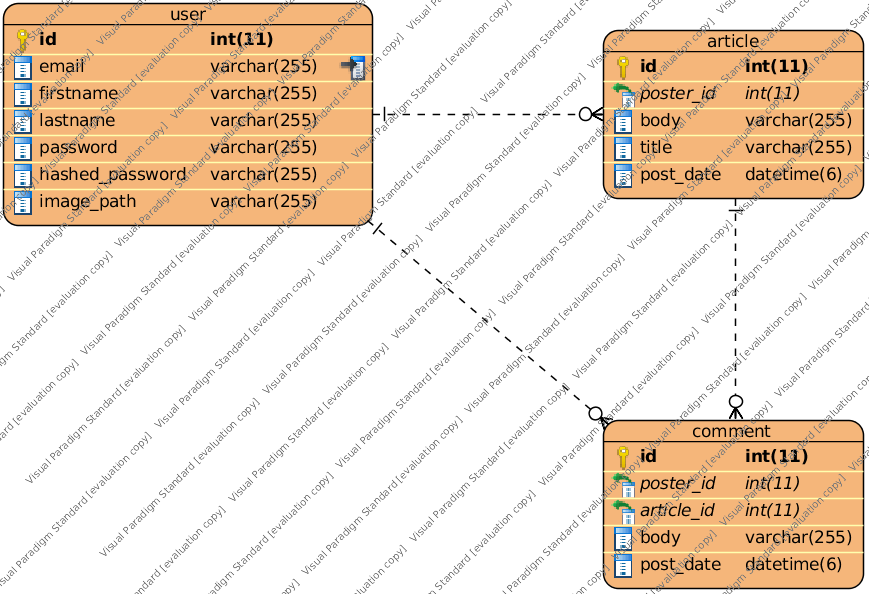 user
id int(11)
email varchar(255)
firstname varchar(255)
lastname varchar(255)
password varchar(255)
hashed_password varchar(255)
image_path varchar(255)
article
id int(11)
poster_id int(11)
body varchar(255)
title varchar(255)
post_date datetime(6)
comment
id int(11)
poster_id int(11)
article_id int(11)
body varchar(255)
post_date datetime(6)
Visual Paradigm Standard [evaluation copy]